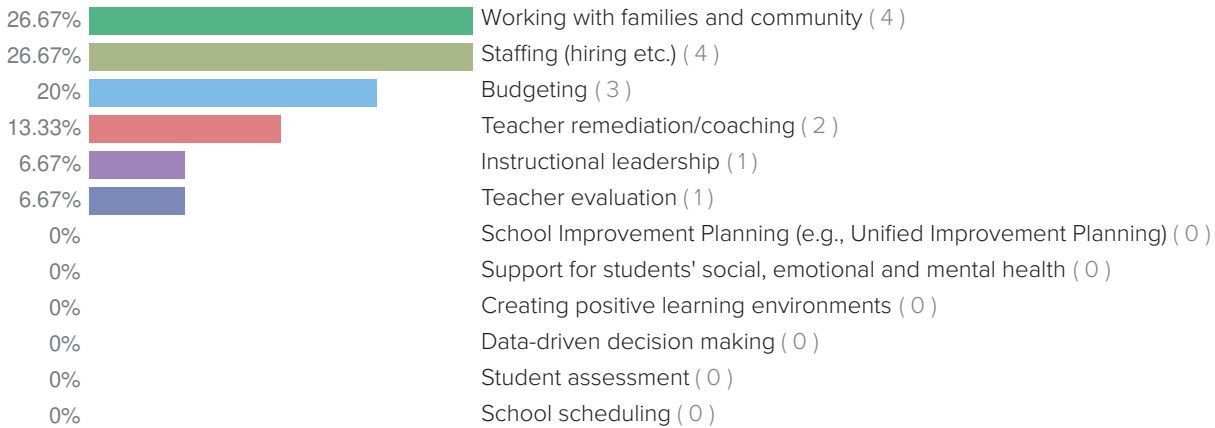 26.67% Working with families and community ( 4 )
26.67% Staffing (hiring etc.) ( 4 )
20% Budgeting ( 3 )
13.33% Teacher remediation/coaching ( 2 )
6.67% Instructional leadership ( 1 )
6.67% Teacher evaluation ( 1 )
0% School Improvement Planning (e.g., Unified Improvement Planning) ( 0 )
0% Support for students' social, emotional and mental health ( 0 )
0% Creating positive learning environments ( 0 )
0% Data-driven decision making ( 0 )
0% Student assessment ( 0 )
0% School scheduling ( 0 )